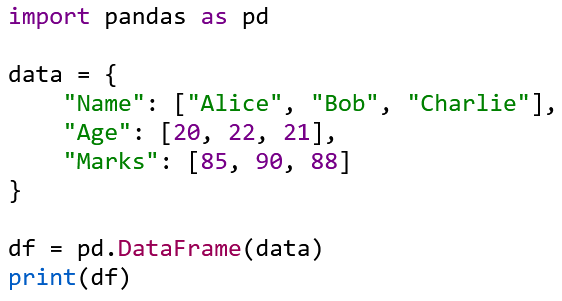 import pandas as pd

data = {
    "Name": ["Alice", "Bob", "Charlie"],
    "Age": [20, 22, 21],
    "Marks": [85, 90, 88]
}

df = pd.DataFrame(data)
print(df)